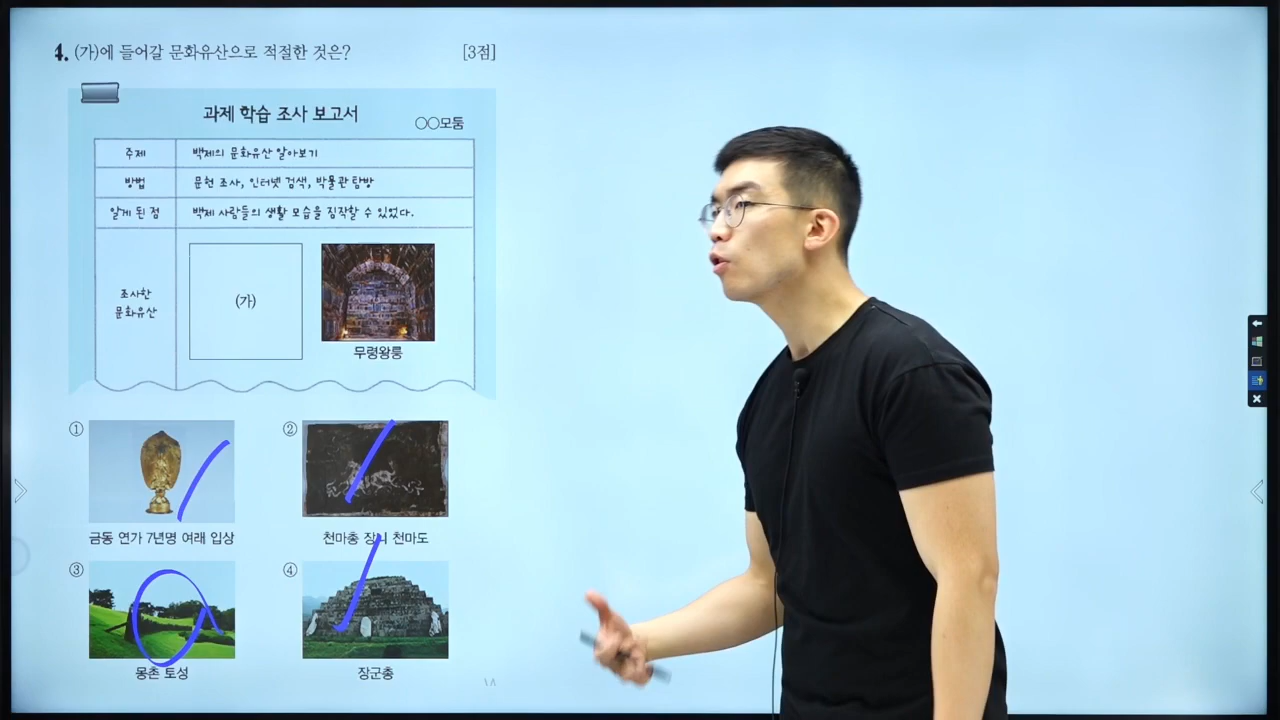 4. (가)에 들어갈 문화유산으로 적절한 것은? [3점]
과제 학습 조사 보고서
○○모둠
주제 백제의 문화유산 알아보기
방법 문헌 조사, 인터넷 검색, 박물관 탐방
알게 된 점 백제 사람들의 생활 모습을 짐작할 수 있었다.
조사한
문화유산
(가)
무령왕릉
① ②
금동 연가 7년명 여래 입상 천마총 장니 천마도
③ ④
몽촌 토성 장군총